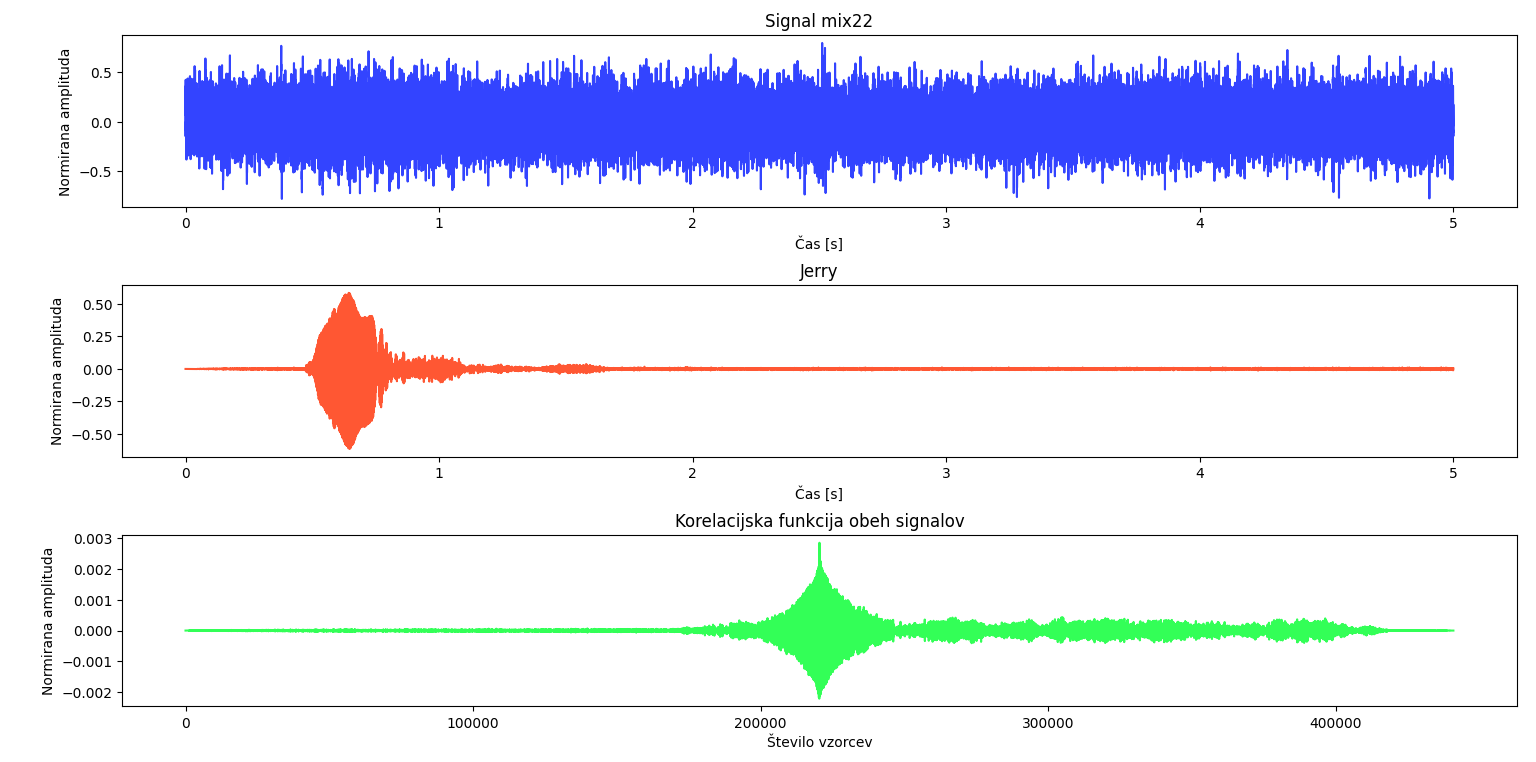 Signal mix22
Normirana amplituda
0.5
0.0
−0.5
0 1 2 3 4 5
Čas [s]
Jerry
Normirana amplituda
0.50
0.25
0.00
−0.25
−0.50
0 1 2 3 4 5
Čas [s]
Korelacijska funkcija obeh signalov
Normirana amplituda
0.003
0.002
0.001
0.000
−0.001
−0.002
0 100000 200000 300000 400000
Število vzorcev